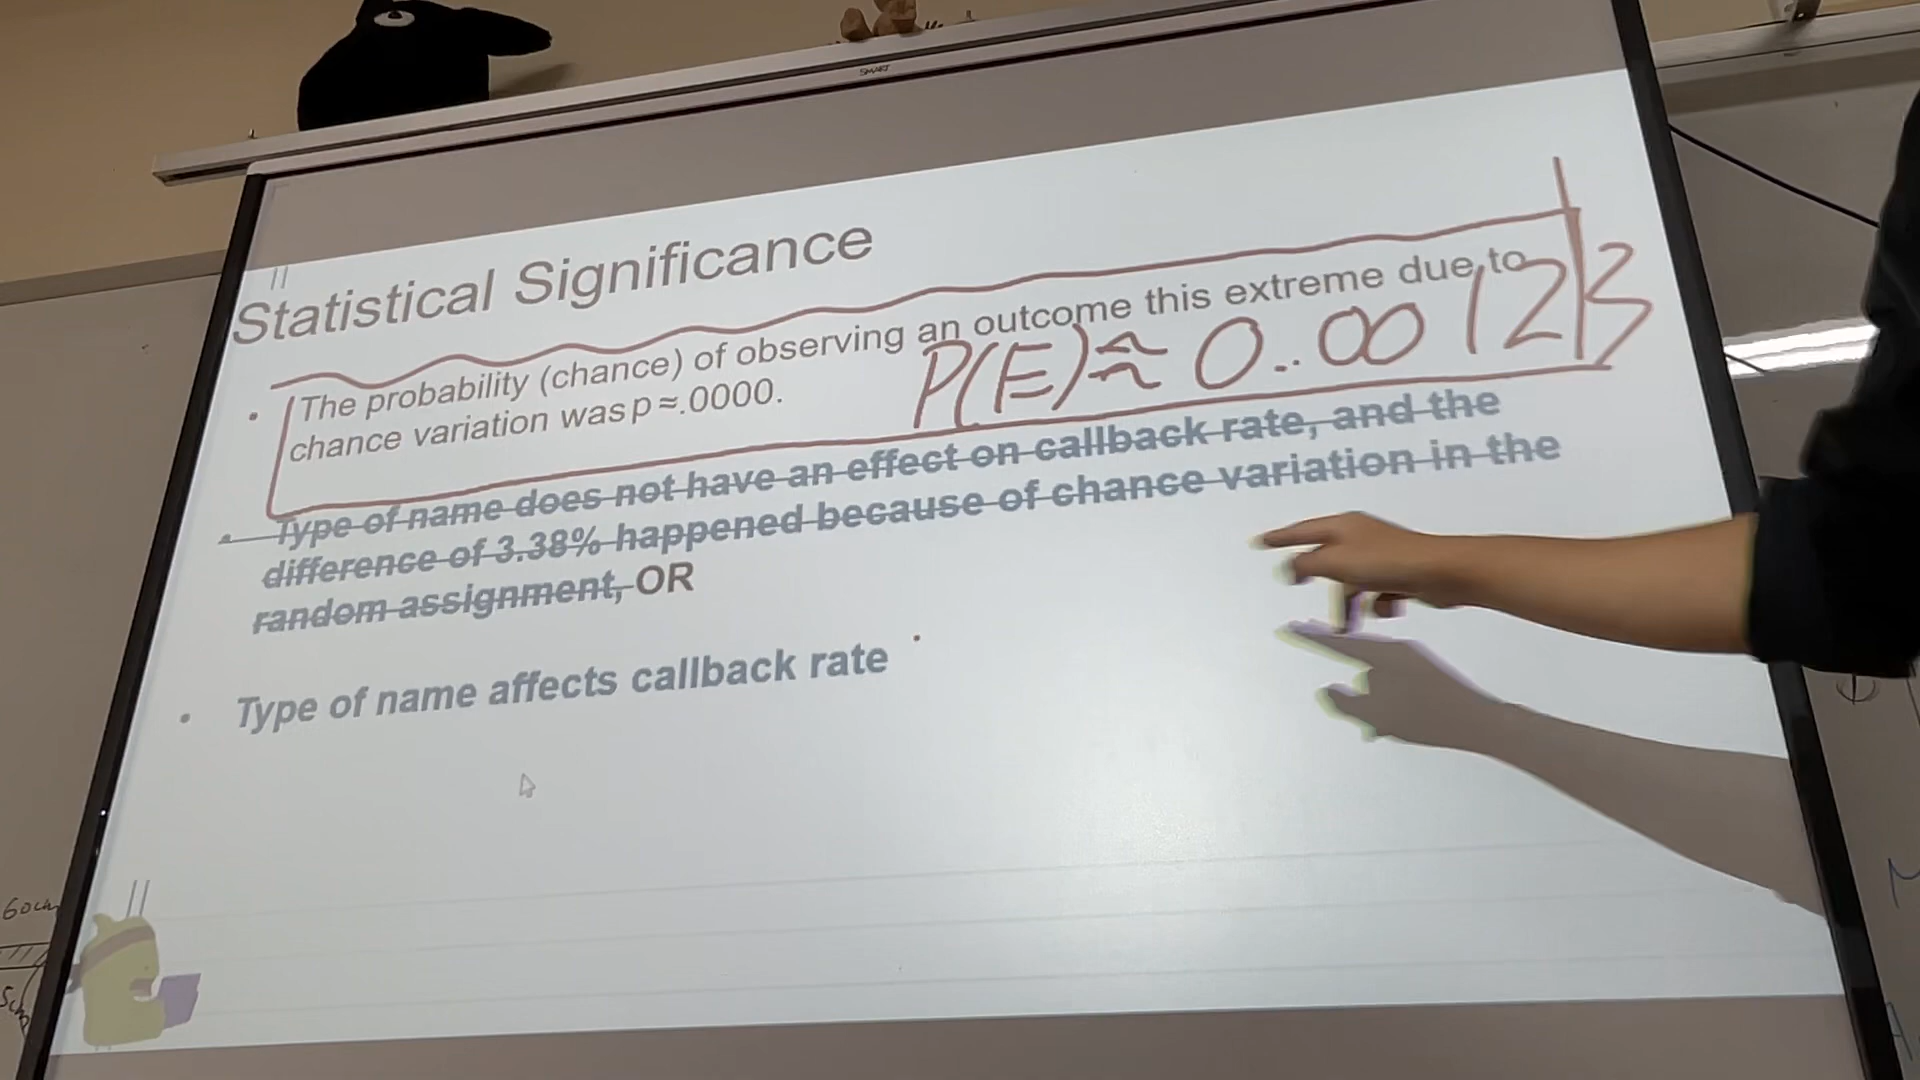 SMART
Statistical Significance
• The probability (chance) of observing an outcome this extreme due to
chance variation was p ≈ .0000.
P(E) ≈ 0..00123
• Type of name does not have an effect on callback rate, and the
difference of 3.38% happened because of chance variation in the
random assignment, OR
• Type of name affects callback rate
60cm